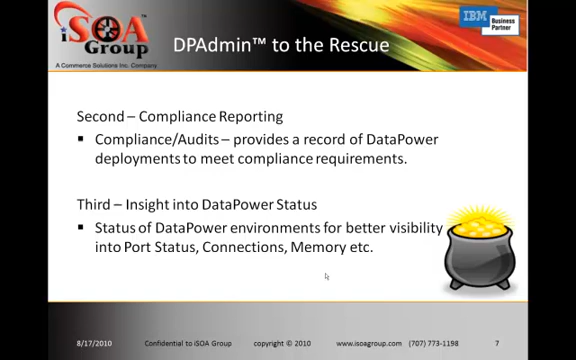 iSOA Group™
A Commerce Solutions Inc. Company
IBM Business Partner
DPAdmin™ to the Rescue
Second – Compliance Reporting
▪ Compliance/Audits – provides a record of DataPower
deployments to meet compliance requirements.
Third – Insight into DataPower Status
▪ Status of DataPower environments for better visibility
into Port Status, Connections, Memory etc.
8/17/2010 Confidential to iSOA Group copyright © 2010 www.isoagroup.com (707) 773-1198 7